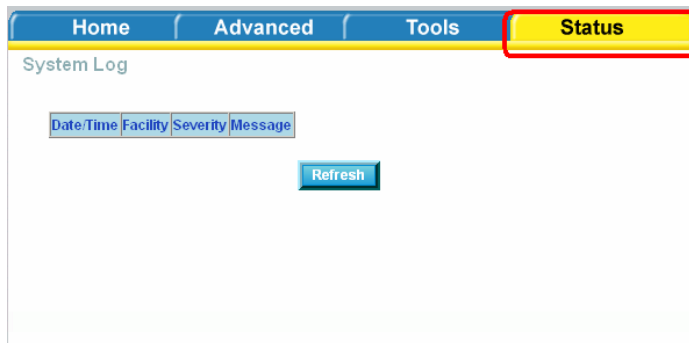 Home Advanced Tools Status
System Log
Date/Time Facility Severity Message
Refresh